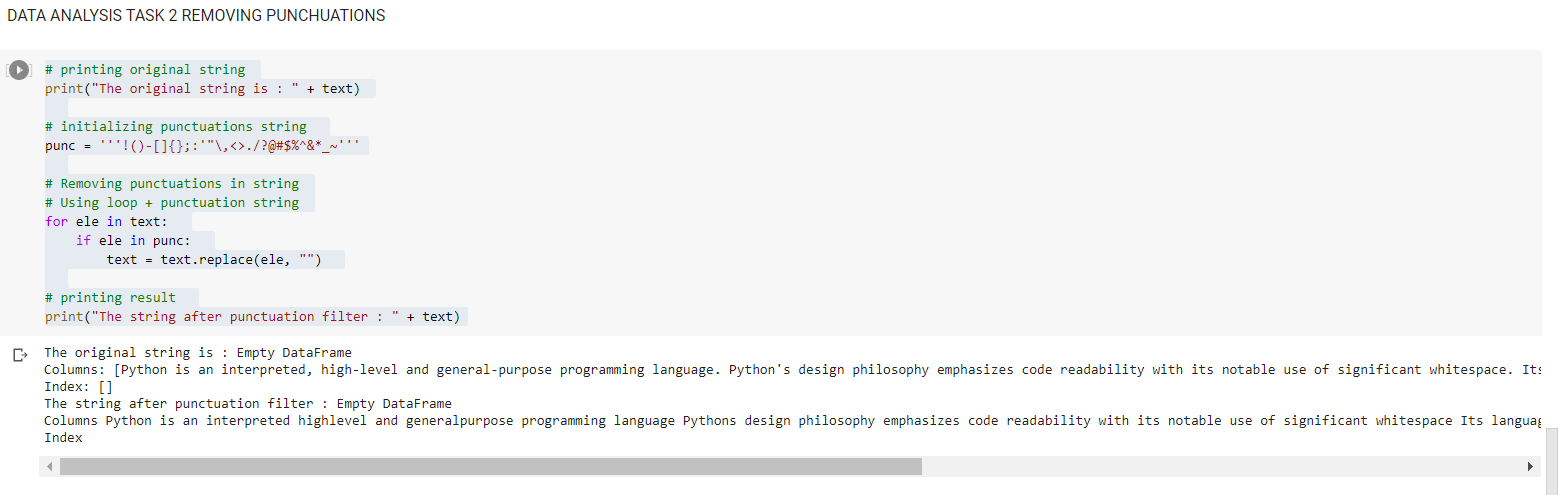 DATA ANALYSIS TASK 2 REMOVING PUNCHUATIONS
# printing original string
print("The original string is : " + text)
# initializing punctuations string
punc = '''!()-[]{};:'"\,<>./?@#$%^&*_~'''
# Removing punctuations in string
# Using loop + punctuation string
for ele in text:
    if ele in punc:
        text = text.replace(ele, "")
# printing result
print("The string after punctuation filter : " + text)
The original string is : Empty DataFrame
Columns: [Python is an interpreted, high-level and general-purpose programming language. Python's design philosophy emphasizes code readability with its notable use of significant whitespace. Its
Index: []
The string after punctuation filter : Empty DataFrame
Columns Python is an interpreted highlevel and generalpurpose programming language Pythons design philosophy emphasizes code readability with its notable use of significant whitespace Its
Index